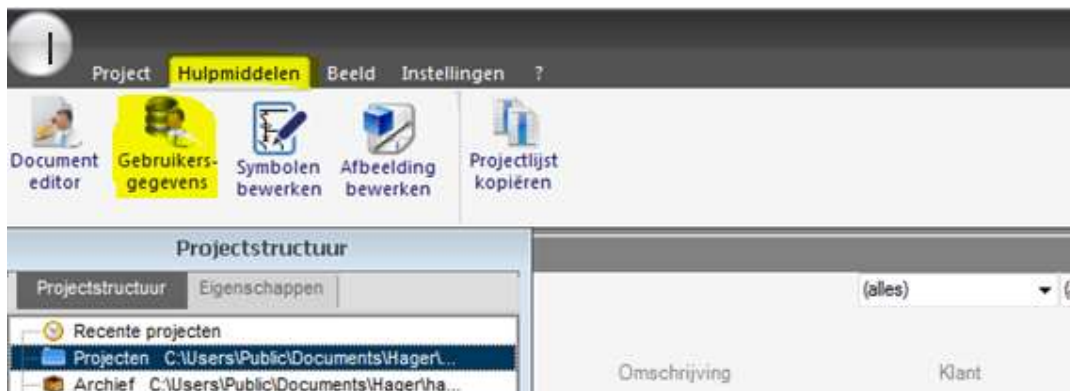 Project Hulpmiddelen Beeld Instellingen ?
Document editor
Gebruikers-
gegevens
Symbolen
bewerken
Afbeelding
bewerken
Projectlijst
kopiëren
Projectstructuur
Projectstructuur Eigenschappen
(alles)
Recente projecten
Projecten C:\Users\Public\Documents\Hager\...
Omschrijving Klant
Archief C:\Users\Public\Documents\Hager\ha...